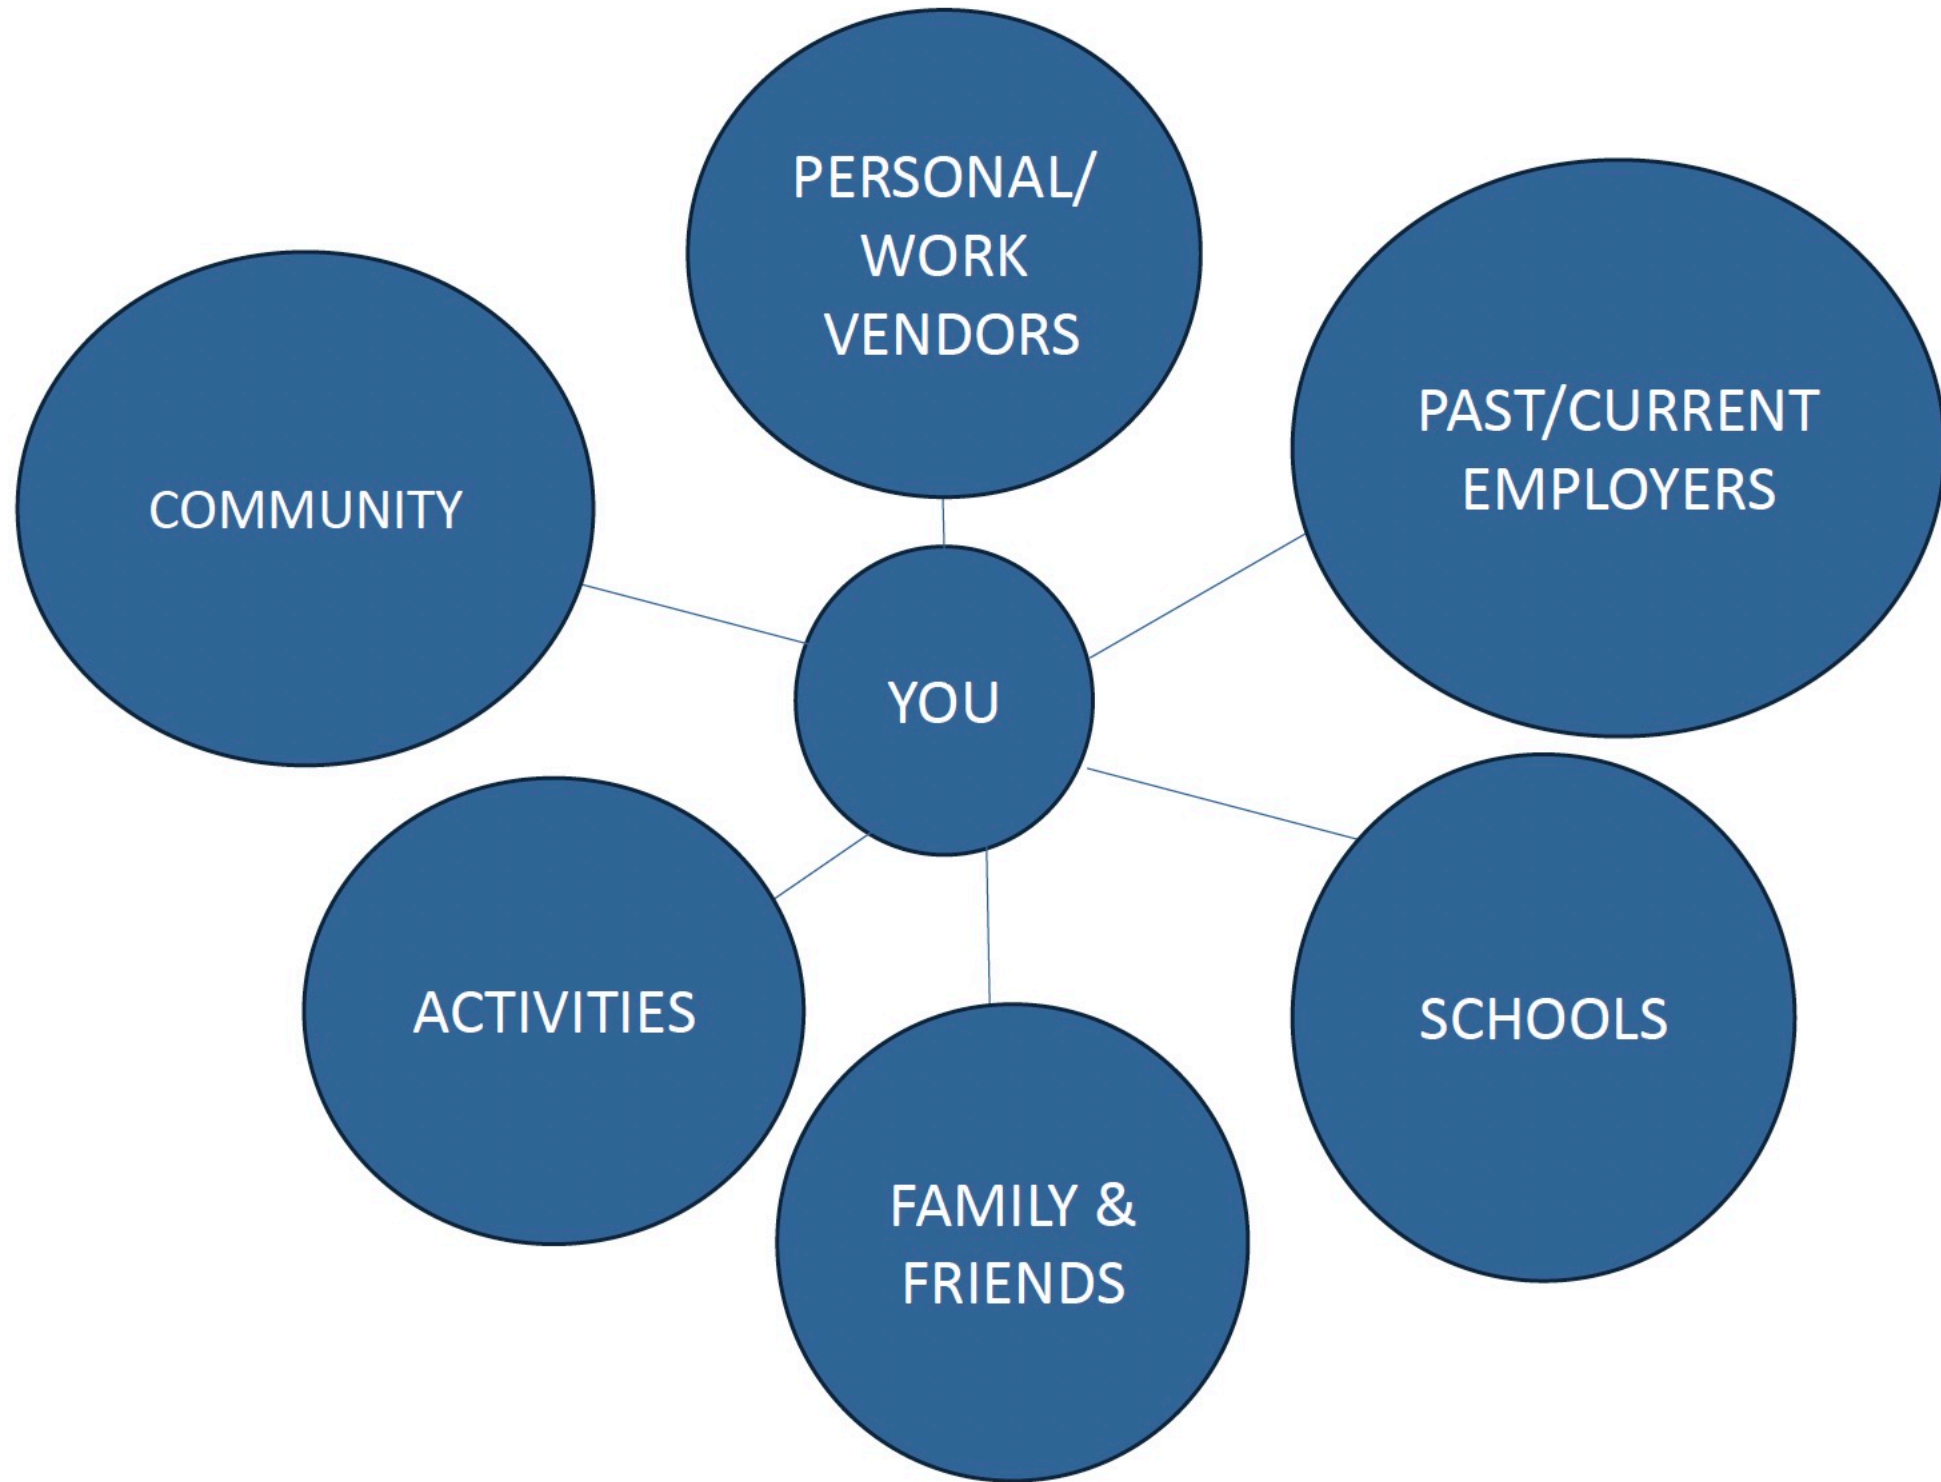 PERSONAL/
WORK
VENDORS
PAST/CURRENT
EMPLOYERS
COMMUNITY
YOU
ACTIVITIES
SCHOOLS
FAMILY &
FRIENDS